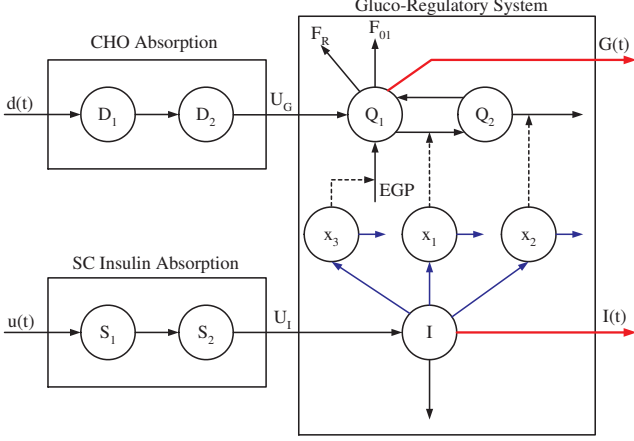 Gluco-Regulatory System
CHO Absorption
F_R
F_01
G(t)
d(t)
D_1
D_2
U_G
Q_1
Q_2
EGP
x_3
x_1
x_2
SC Insulin Absorption
u(t)
S_1
S_2
U_I
I
I(t)